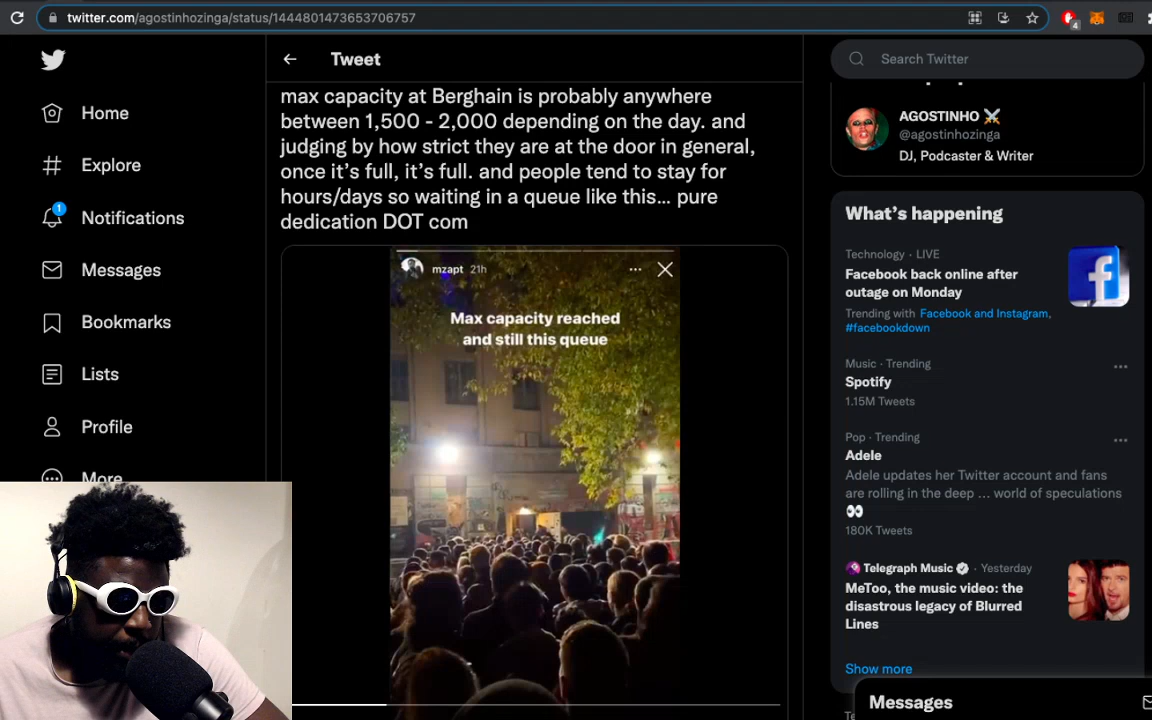 twitter.com/agostinhozinga/status/1444801473653706757
4
Home
Explore
1
Notifications
Messages
Bookmarks
Lists
Profile
More
Tweet
max capacity at Berghain is probably anywhere
between 1,500 - 2,000 depending on the day. and
judging by how strict they are at the door in general,
once it’s full, it’s full. and people tend to stay for
hours/days so waiting in a queue like this... pure
dedication DOT com
mzapt 21h
Max capacity reached
and still this queue
Search Twitter
AGOSTINHO ⚔️
@agostinhozinga
DJ, Podcaster & Writer
What’s happening
Technology · LIVE
Facebook back online after
outage on Monday
Trending with Facebook and Instagram,
#facebookdown
Music · Trending
Spotify
1.15M Tweets
Pop · Trending
Adele
Adele updates her Twitter account and fans
are rolling in the deep ... world of speculations
👀
180K Tweets
Telegraph Music · Yesterday
MeToo, the music video: the
disastrous legacy of Blurred
Lines
Show more
Messages